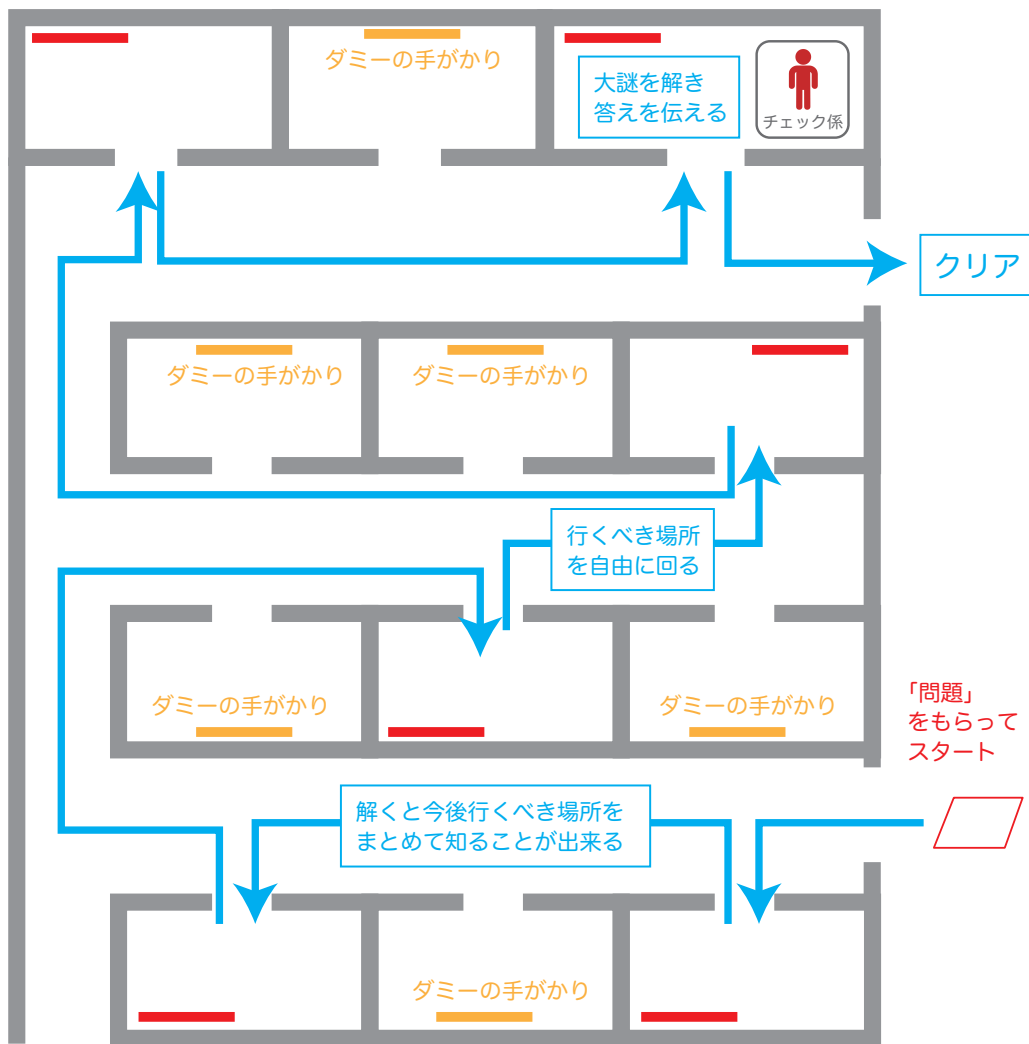 ダミーの手がかり
大謎を解き
答えを伝える
チェック係
クリア
ダミーの手がかり
ダミーの手がかり
行くべき場所
を自由に回る
ダミーの手がかり
ダミーの手がかり
「問題」
をもらって
スタート
解くと今後行くべき場所を
まとめて知ることが出来る
ダミーの手がかり